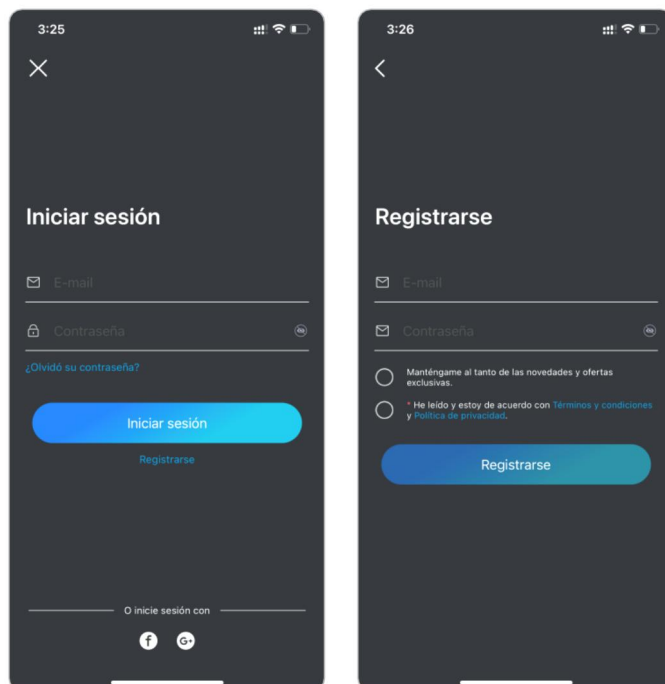 3:25
Iniciar sesión
E-mail
Contraseña
¿Olvidó su contraseña?
Iniciar sesión
Registrarse
O inicie sesión con
f G+
3:26
Registrarse
E-mail
Contraseña
Manténgame al tanto de las novedades y ofertas
exclusivas.
* He leído y estoy de acuerdo con Términos y condiciones
y Política de privacidad.
Registrarse